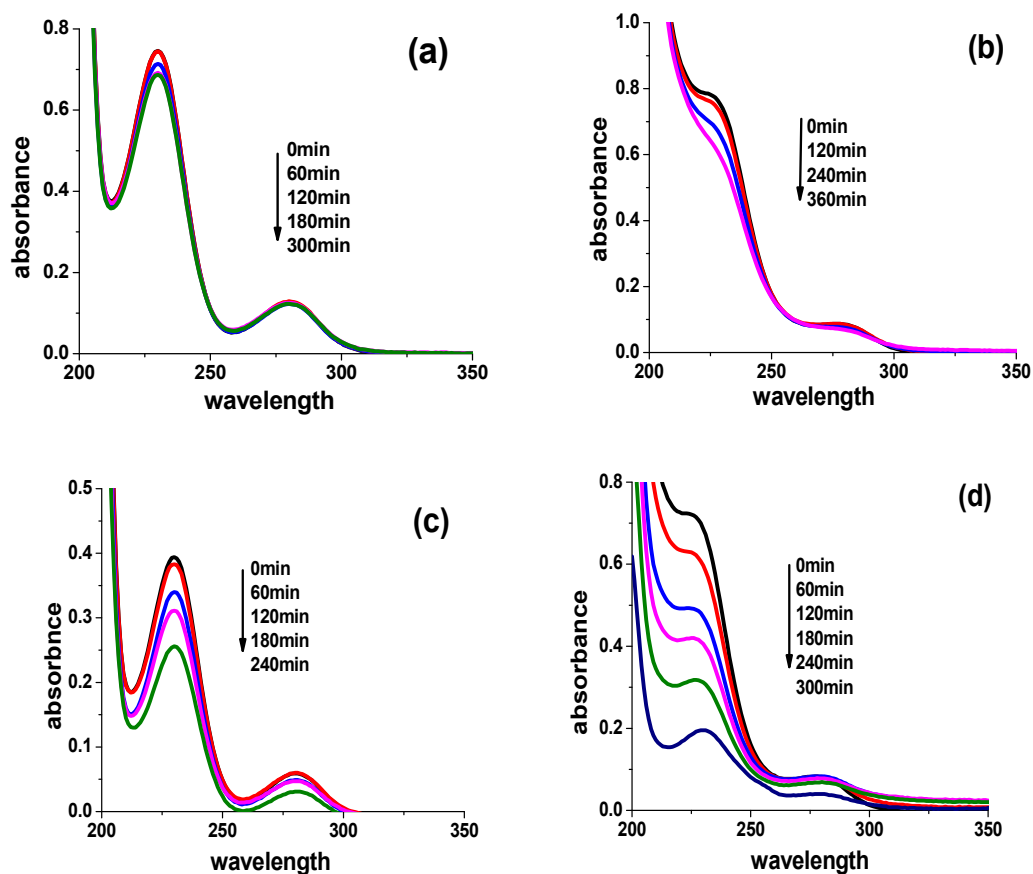 (a)
absorbance
0.8
0.6
0.4
0.2
0.0
0min
60min
120min
180min
300min
200
250
300
350
wavelength
(b)
absorbance
1.0
0.8
0.6
0.4
0.2
0.0
0min
120min
240min
360min
200
250
300
350
wavelength
(c)
absorbnce
0.5
0.4
0.3
0.2
0.1
0.0
0min
60min
120min
180min
240min
200
250
300
350
wavelength
(d)
absorbance
0.8
0.6
0.4
0.2
0.0
0min
60min
120min
180min
240min
300min
200
250
300
350
wavelength